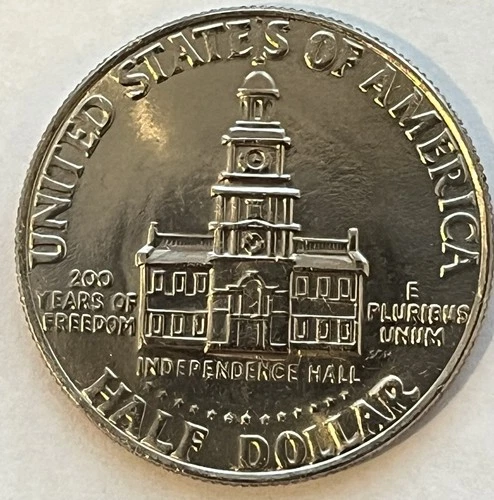 UNITED STATES OF AMERICA
200
YEARS OF
FREEDOM
E
PLURIBUS
UNUM
INDEPENDENCE HALL
HALF DOLLAR